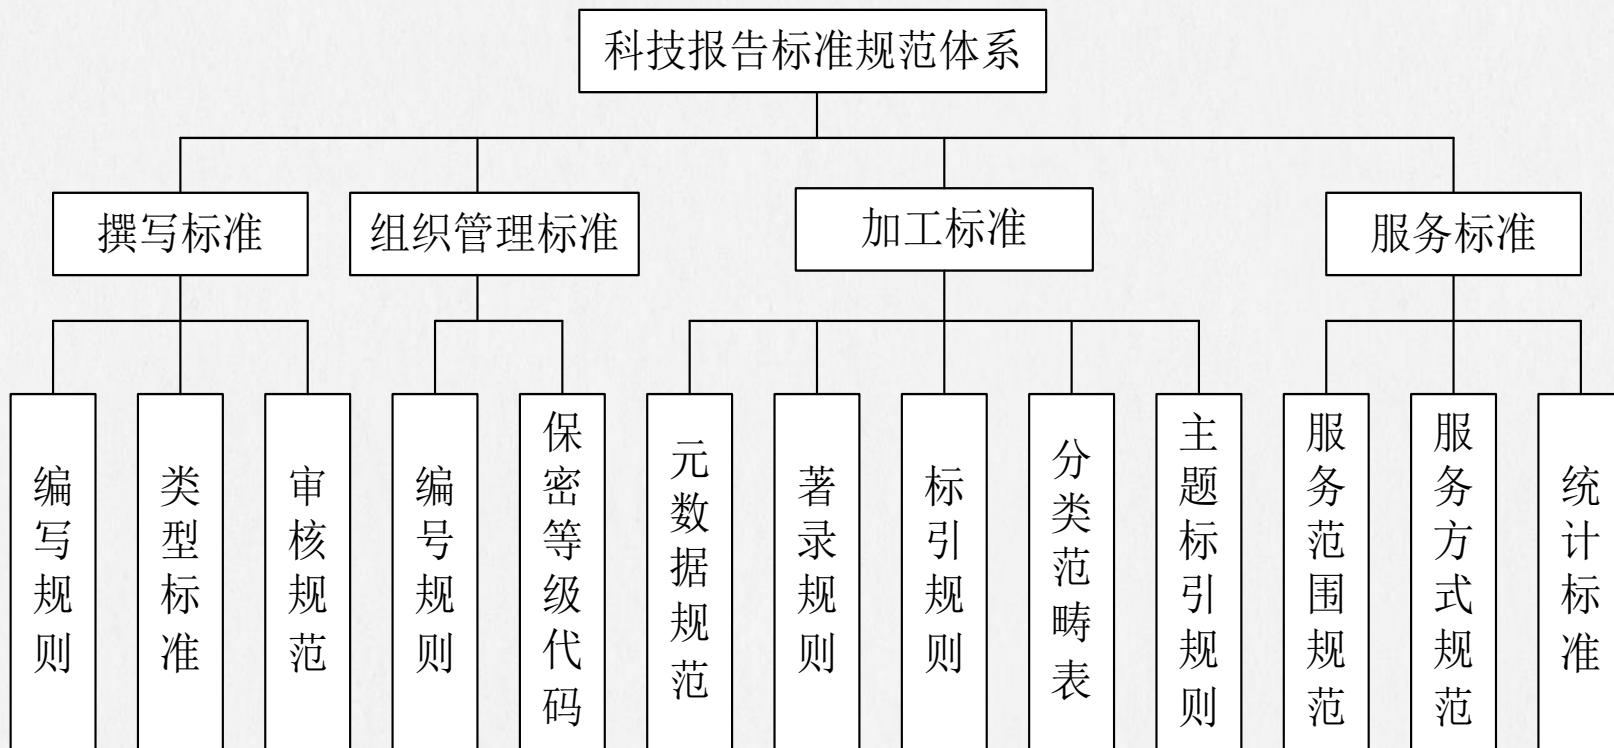 科技报告标准规范体系
撰写标准
组织管理标准
加工标准
服务标准
编写规则
类型标准
审核规范
编号规则
保密等级代码
元数据规范
著录规则
标引规则
分类范畴表
主题标引规则
服务范围规范
服务方式规范
统计标准